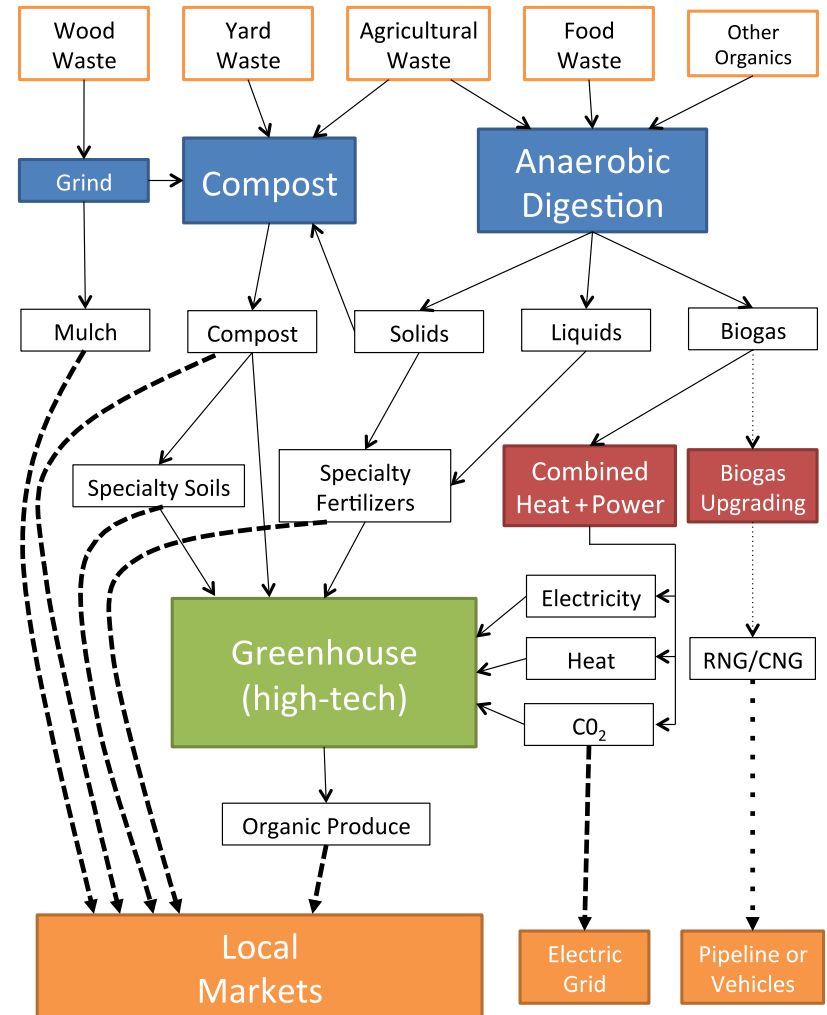 Wood
Waste
Yard
Waste
Agricultural
Waste
Food
Waste
Other
Organics
Grind
Compost
Anaerobic
Digestion
Mulch
Compost
Solids
Liquids
Biogas
Specialty Soils
Specialty
Fertilizers
Combined
Heat + Power
Biogas
Upgrading
Greenhouse
(high-tech)
Electricity
Heat
C0₂
RNG/CNG
Organic Produce
Local
Markets
Electric
Grid
Pipeline or
Vehicles